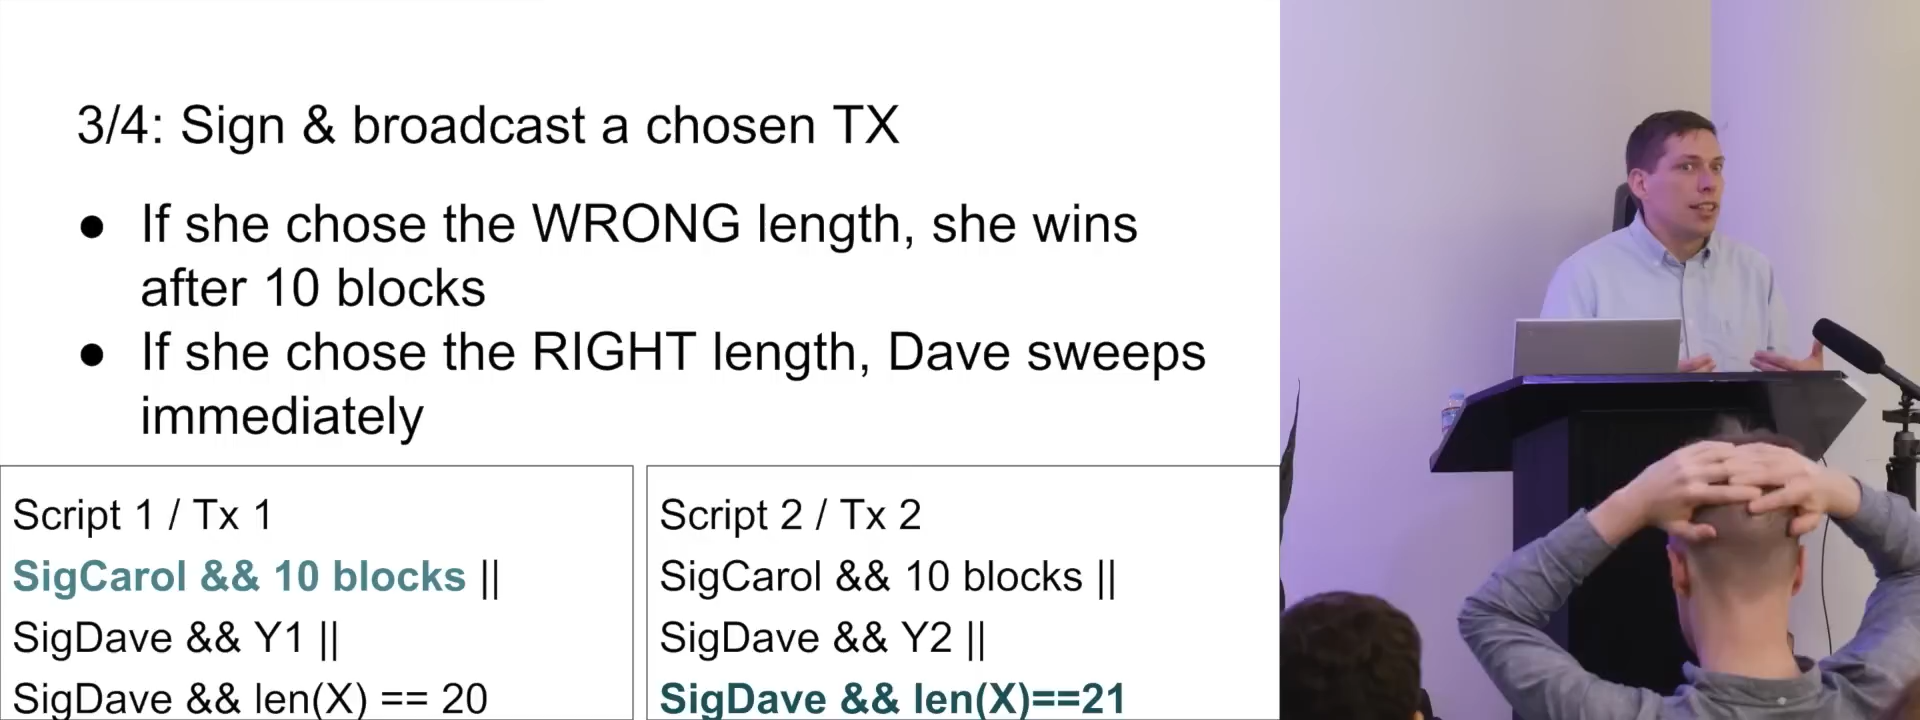 3/4: Sign & broadcast a chosen TX
● If she chose the WRONG length, she wins
after 10 blocks
● If she chose the RIGHT length, Dave sweeps
immediately
Script 1 / Tx 1
SigCarol && 10 blocks ||
SigDave && Y1 ||
SigDave && len(X) == 20
Script 2 / Tx 2
SigCarol && 10 blocks ||
SigDave && Y2 ||
SigDave && len(X)==21